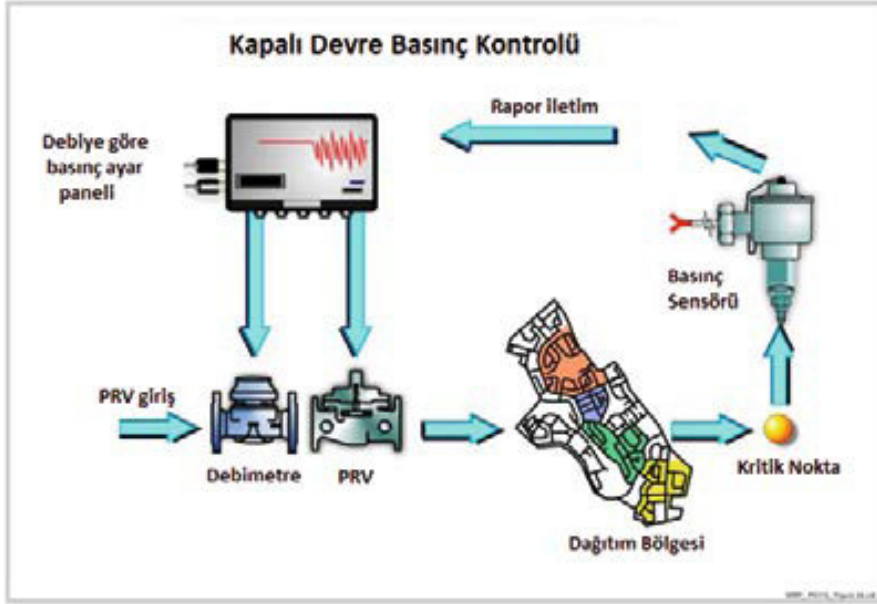 Kapalı Devre Basınç Kontrolü
Rapor iletim
Debiye göre
basınç ayar
paneli
Basınç
Sensörü
PRV giriş
Debimetre
PRV
Kritik Nokta
Dağıtım Bölgesi